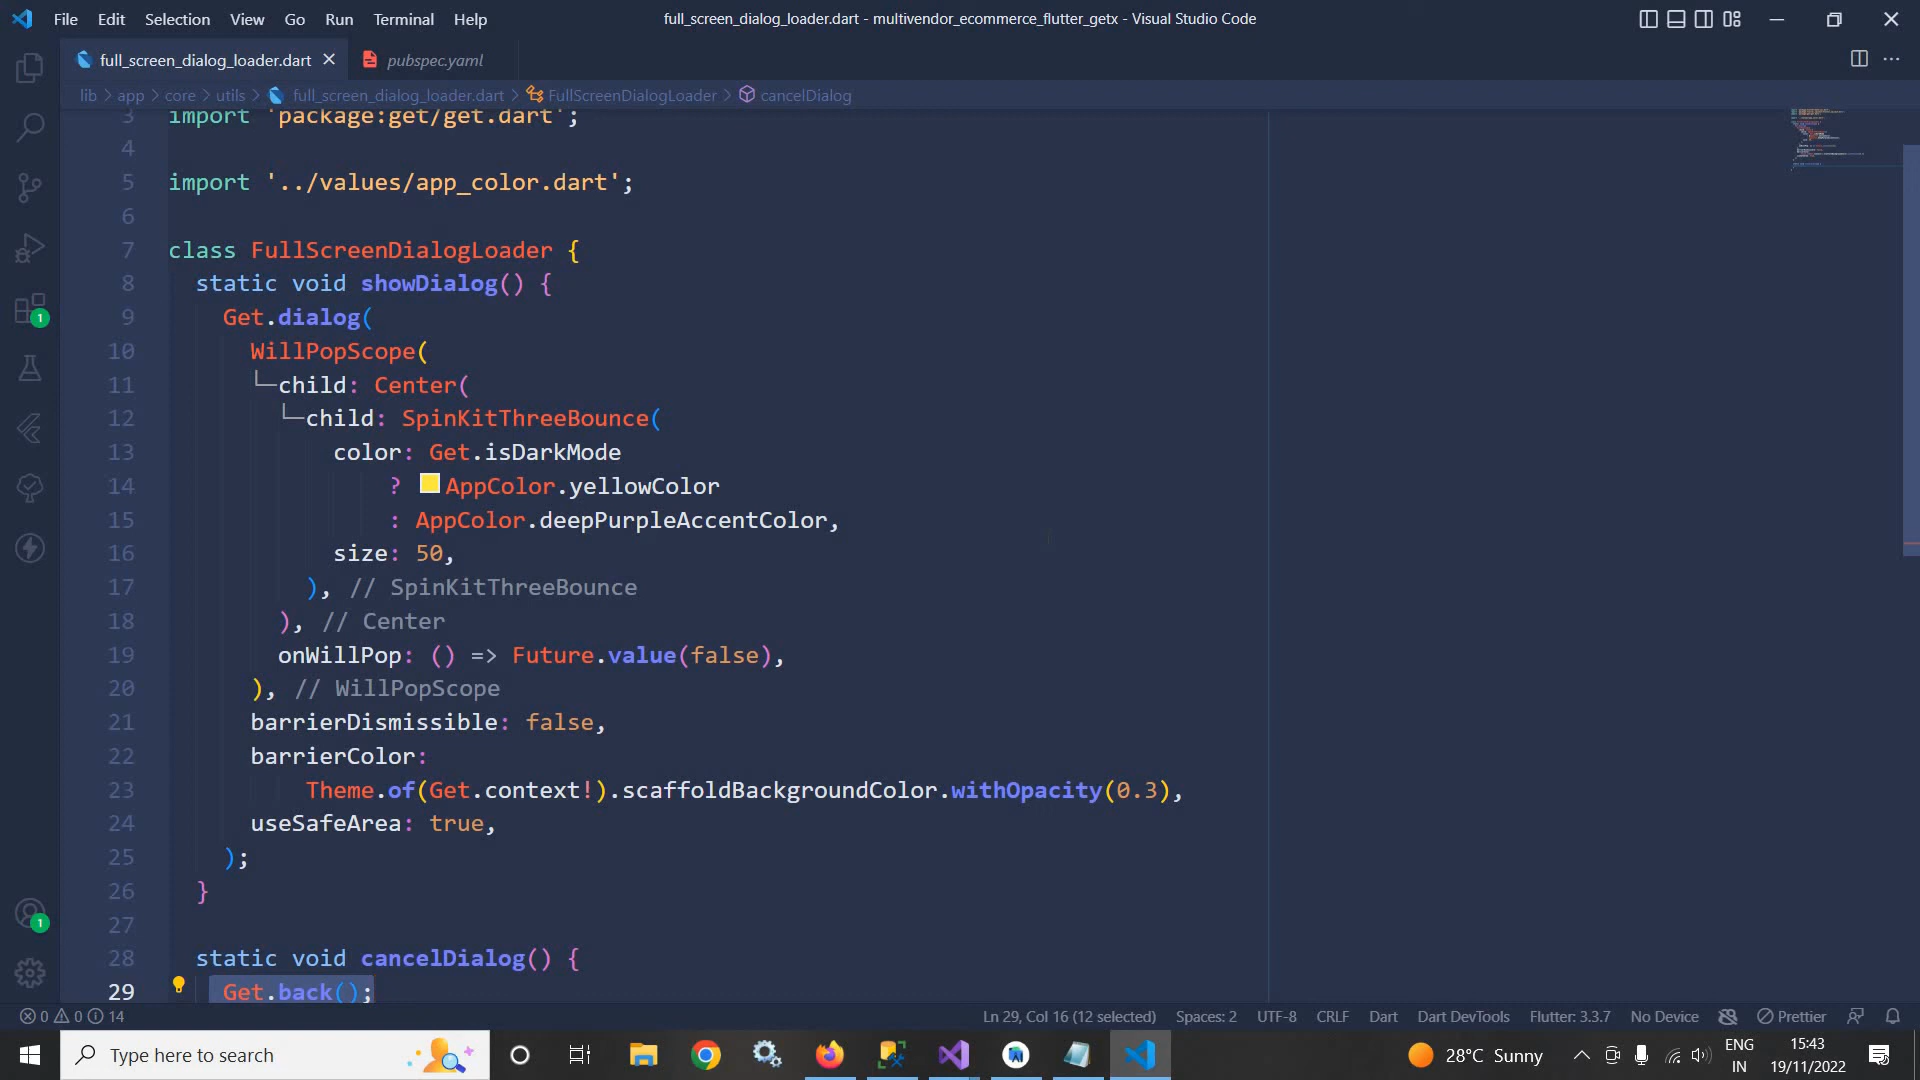 File Edit Selection View Go Run Terminal Help full_screen_dialog_loader.dart - multivendor_ecommerce_flutter_getx - Visual Studio Code
full_screen_dialog_loader.dart pubspec.yaml
lib > app > core > utils > full_screen_dialog_loader.dart > FullScreenDialogLoader > cancelDialog
3 import 'package:get/get.dart';
4
5 import '../values/app_color.dart';
6
7 class FullScreenDialogLoader {
8 static void showDialog() {
9 Get.dialog(
10 WillPopScope(
11 child: Center(
12 child: SpinKitThreeBounce(
13 color: Get.isDarkMode
14 ? AppColor.yellowColor
15 : AppColor.deepPurpleAccentColor,
16 size: 50,
17 ), // SpinKitThreeBounce
18 ), // Center
19 onWillPop: () => Future.value(false),
20 ), // WillPopScope
21 barrierDismissible: false,
22 barrierColor:
23 Theme.of(Get.context!).scaffoldBackgroundColor.withOpacity(0.3),
24 useSafeArea: true,
25 );
26 }
27
28 static void cancelDialog() {
29 Get.back();
1
1
0 0 14 Ln 29, Col 16 (12 selected) Spaces: 2 UTF-8 CRLF Dart Dart DevTools Flutter: 3.3.7 No Device Prettier
Type here to search 28°C Sunny ENG 15:43
IN 19/11/2022